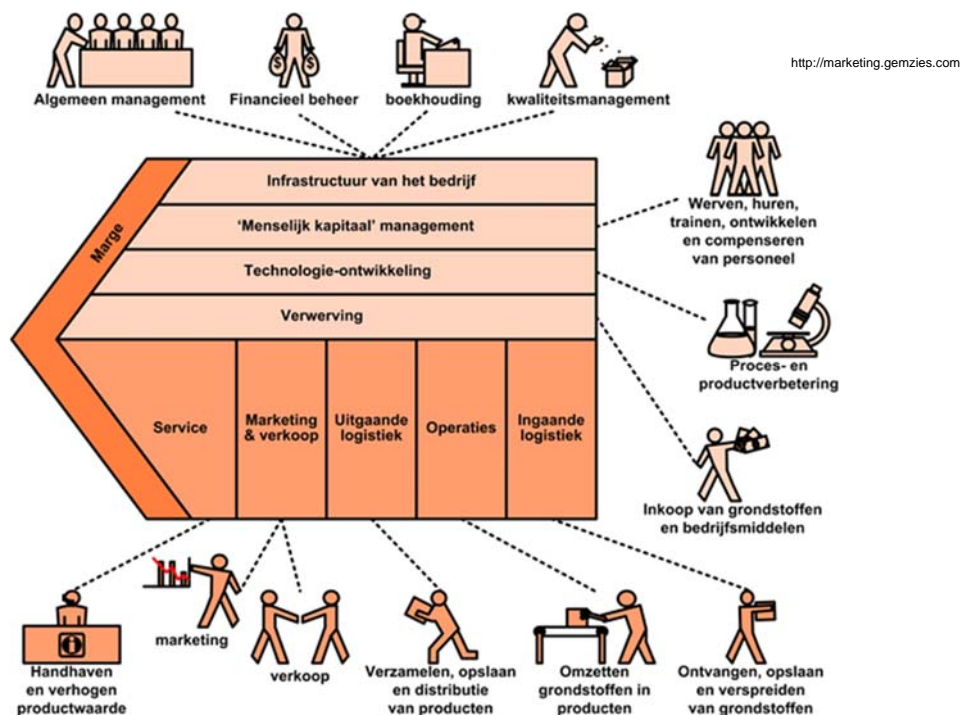 http://marketing.gemzies.com
Algemeen management
Financieel beheer
boekhouding
kwaliteitsmanagement
Infrastructuur van het bedrijf
'Menselijk kapitaal' management
Technologie-ontwikkeling
Verwerving
Marge
Werven, huren,
trainen, ontwikkelen
en compenseren
van personeel
Proces- en
productverbetering
Inkoop van grondstoffen
en bedrijfsmiddelen
Service
Marketing
& verkoop
Uitgaande
logistiek
Operaties
Ingaande
logistiek
Handhaven
en verhogen
productwaarde
marketing
verkoop
Verzamelen, opslaan
en distributie
van producten
Omzetten
grondstoffen in
producten
Ontvangen, opslaan
en verspreiden
van grondstoffen